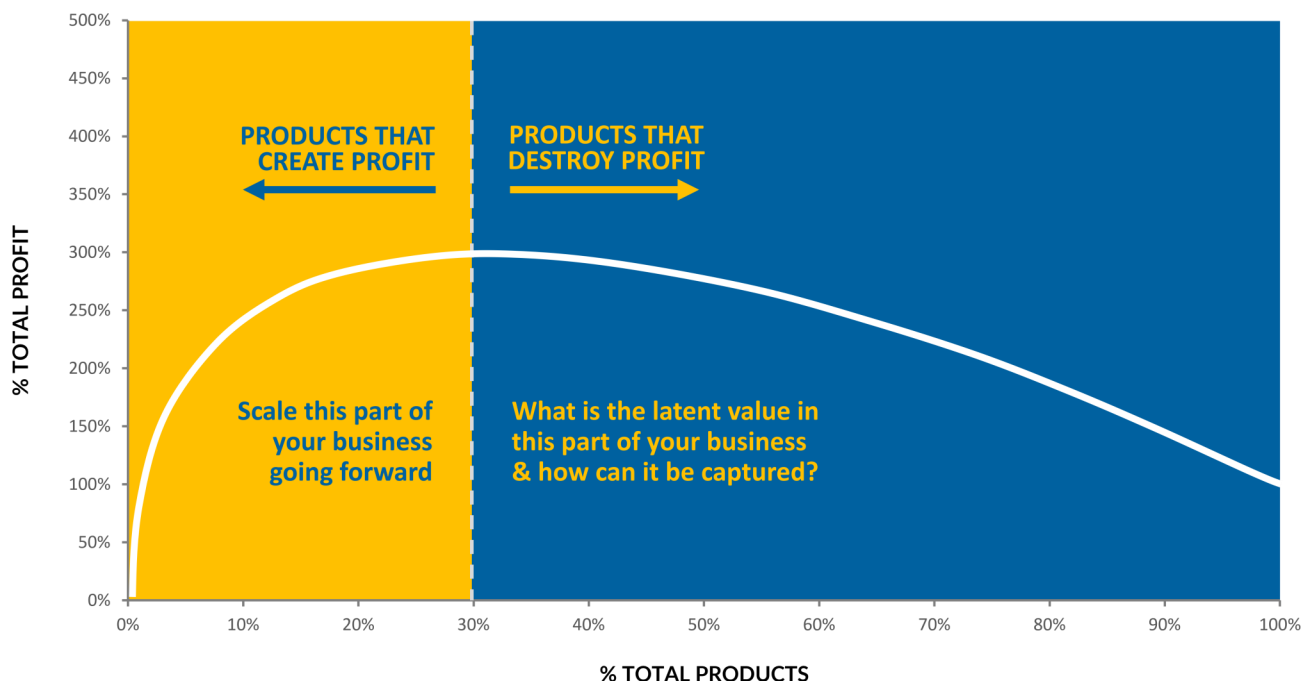 500%
450%
400%
350%
300%
250%
200%
150%
100%
50%
0%
% TOTAL PROFIT
PRODUCTS THAT
CREATE PROFIT
PRODUCTS THAT
DESTROY PROFIT
Scale this part of
your business
going forward
What is the latent value in
this part of your business
& how can it be captured?
0% 10% 20% 30% 40% 50% 60% 70% 80% 90% 100%
% TOTAL PRODUCTS